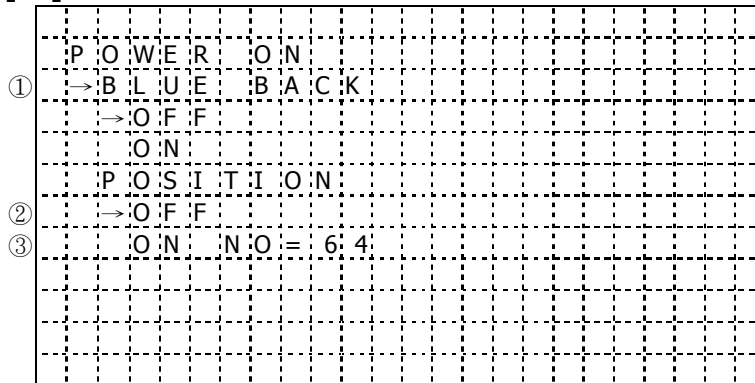 POWER ON
① →BLUE BACK
→OFF
ON
POSITION
② →OFF
③ ON NO=64